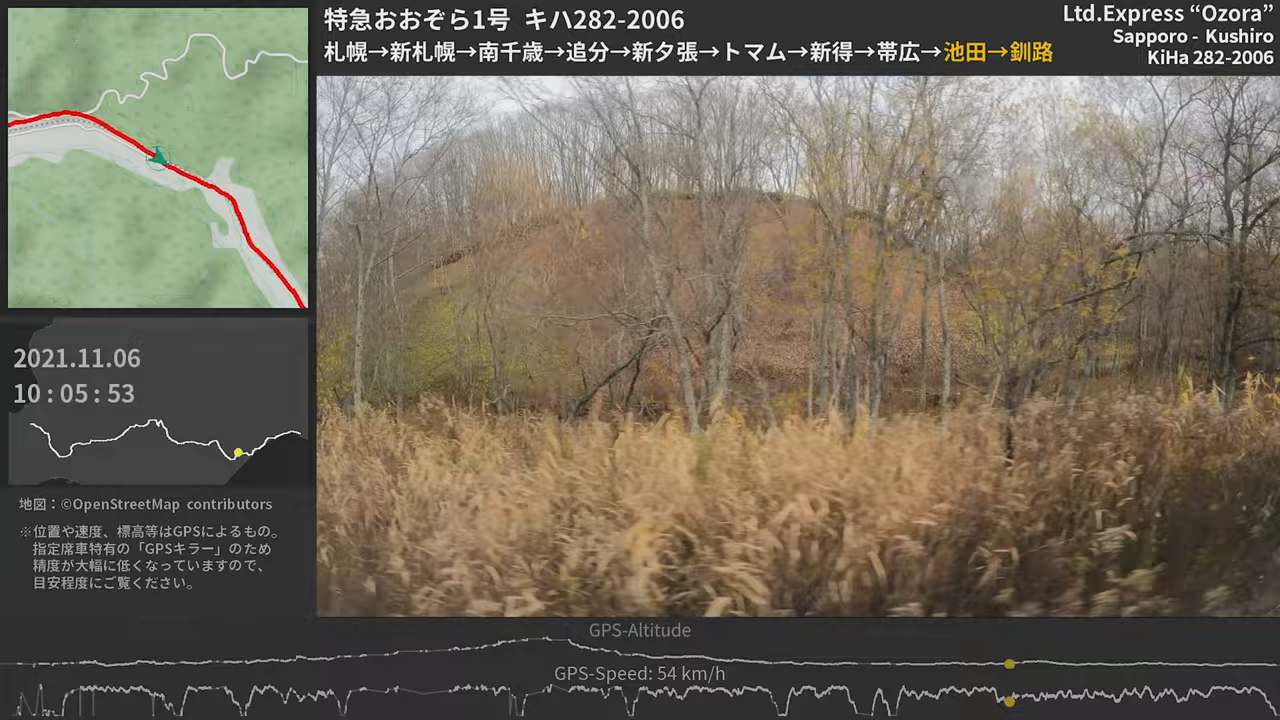 特急おおぞら1号 キハ282-2006
札幌→新札幌→南千歳→追分→新夕張→トマム→新得→帯広→池田→釧路
Ltd.Express “Ozora”
Sapporo - Kushiro
KiHa 282-2006
2021.11.06
10:05:53
地図：©OpenStreetMap contributors
※位置や速度、標高等はGPSによるもの。
指定席車特有の「GPSキラー」のため
精度が大幅に低くなっていますので、
目安程度にご覧ください。
GPS-Altitude
GPS-Speed: 54 km/h